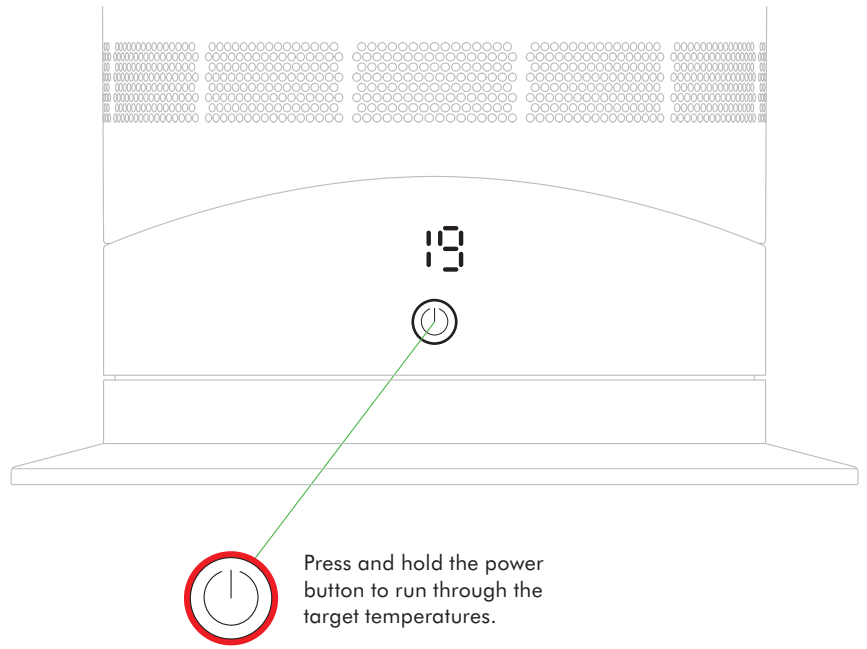 19
Press and hold the power
button to run through the
target temperatures.